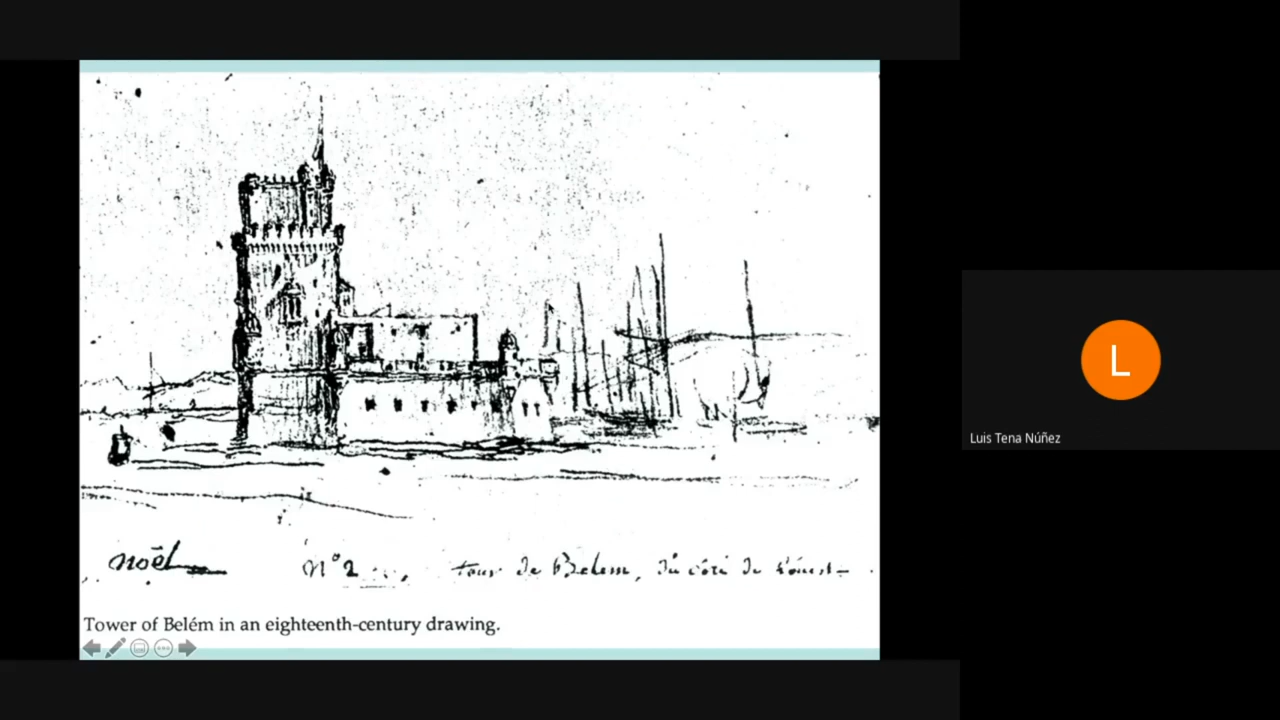 noël nº 2 tour de Belem, du côté de l'ouest
Tower of Belém in an eighteenth-century drawing.
L
Luis Tena Núñez